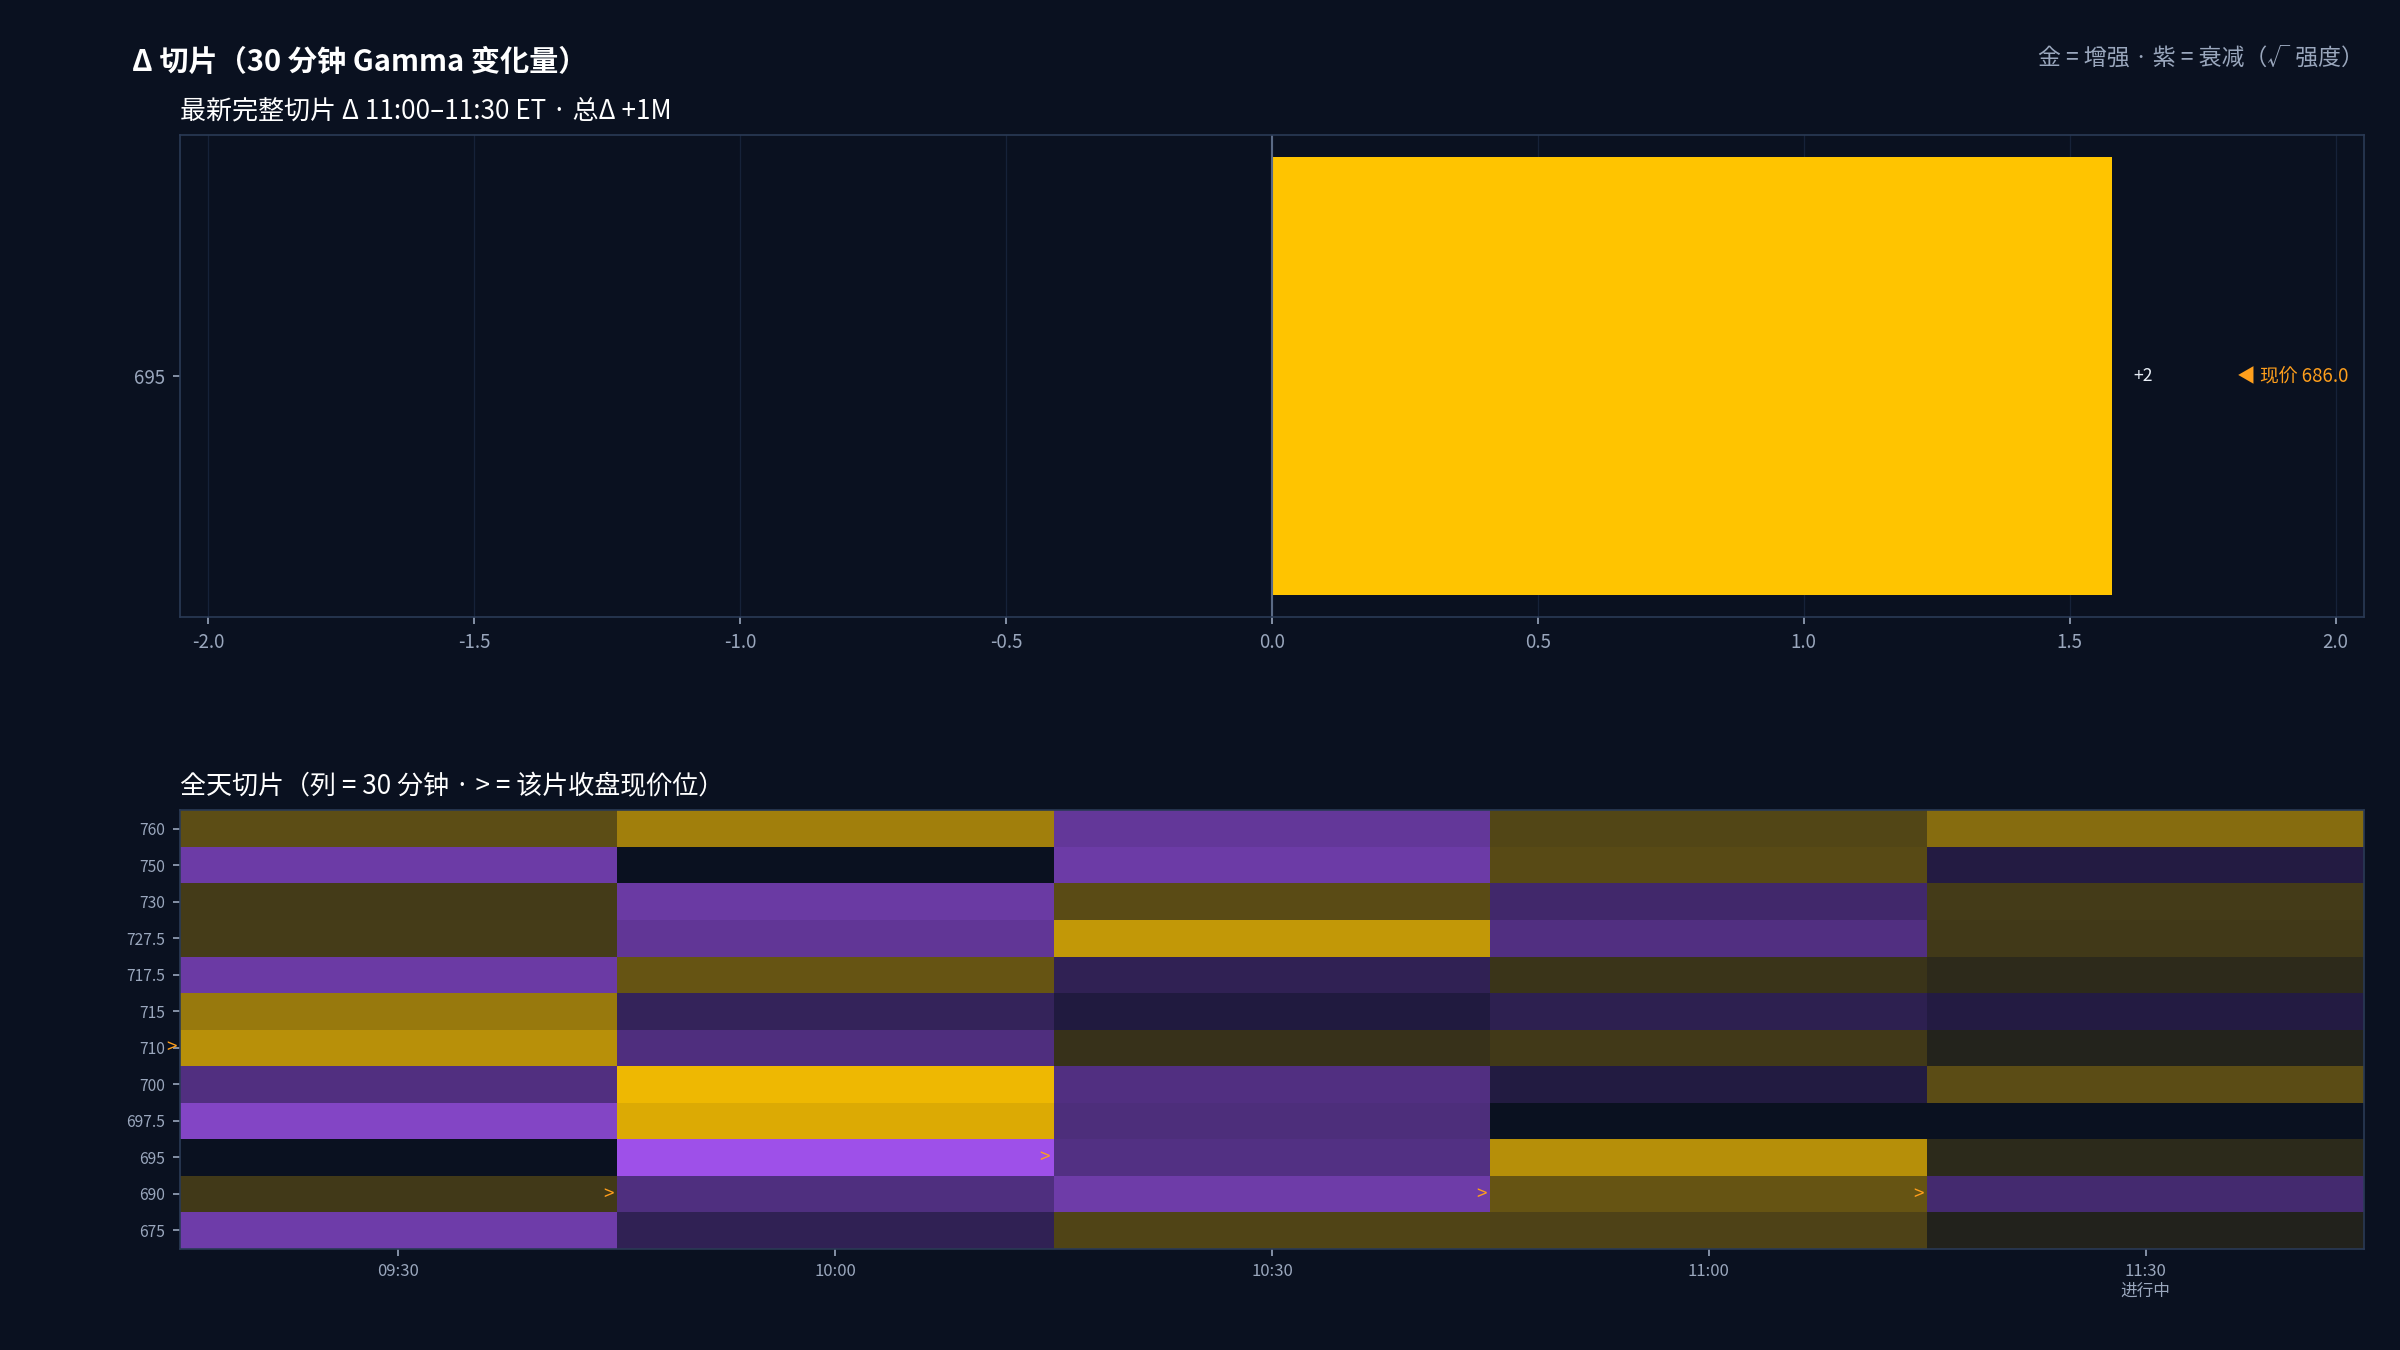 Δ 切片（30 分钟 Gamma 变化量）
金 = 增强 · 紫 = 衰减（√ 强度）
最新完整切片 Δ 11:00–11:30 ET · 总Δ +1M
695
+2
◀ 现价 686.0
-2.0 -1.5 -1.0 -0.5 0.0 0.5 1.0 1.5 2.0
全天切片（列 = 30 分钟 · > = 该片收盘现价位）
760
750
730
727.5
717.5
715
710 >
700
697.5
695 >
690 > > >
675
09:30 10:00 10:30 11:00 11:30
进行中